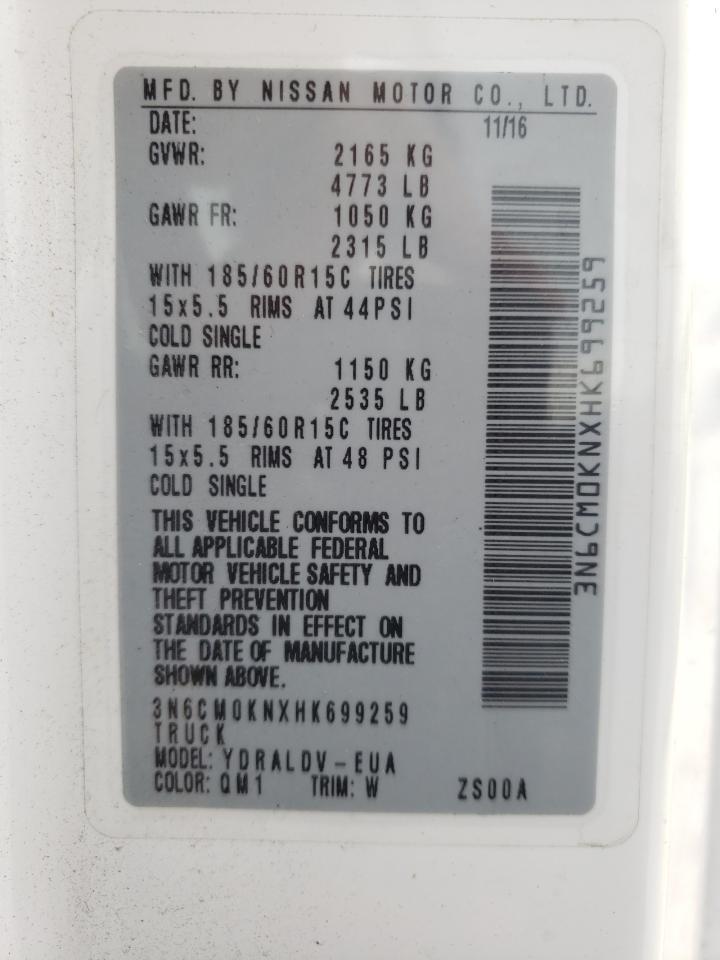 MFD. BY NISSAN MOTOR CO., LTD.
DATE: 11/16
GVWR: 2165 KG
4773 LB
GAWR FR: 1050 KG
2315 LB
WITH 185/60R15C TIRES
15x5.5 RIMS AT 44PSI
COLD SINGLE
GAWR RR: 1150 KG
2535 LB
WITH 185/60R15C TIRES
15x5.5 RIMS AT 48 PSI
COLD SINGLE
THIS VEHICLE CONFORMS TO
ALL APPLICABLE FEDERAL
MOTOR VEHICLE SAFETY AND
THEFT PREVENTION
STANDARDS IN EFFECT ON
THE DATE OF MANUFACTURE
SHOWN ABOVE.
3N6CM0KNXHK699259
TRUCK
MODEL: YDRALDV-EUA
COLOR: QM1 TRIM: W ZS00A
3N6CM0KNXHK699259